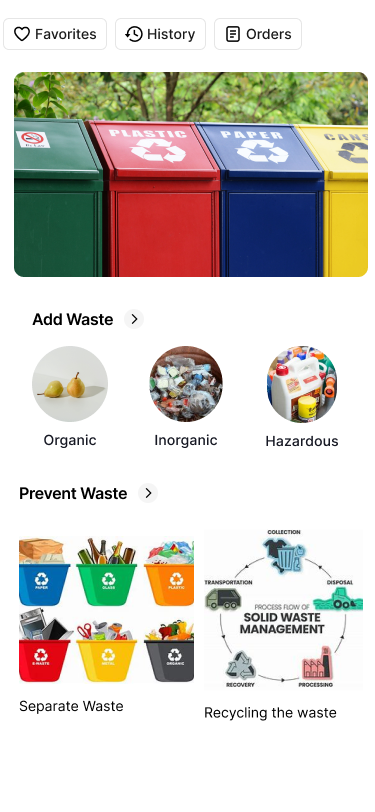 Favorites
History
Orders
PLASTIC
PAPER
CANS
Add Waste
Organic
Inorganic
Hazardous
Prevent Waste
PAPER
GLASS
PLASTIC
E-WASTE
METAL
ORGANIC
Separate Waste
COLLECTION
TRANSPORTATION
DISPOSAL
PROCESS FLOW OF
SOLID WASTE
MANAGEMENT
RECOVERY
PROCESSING
Recycling the waste